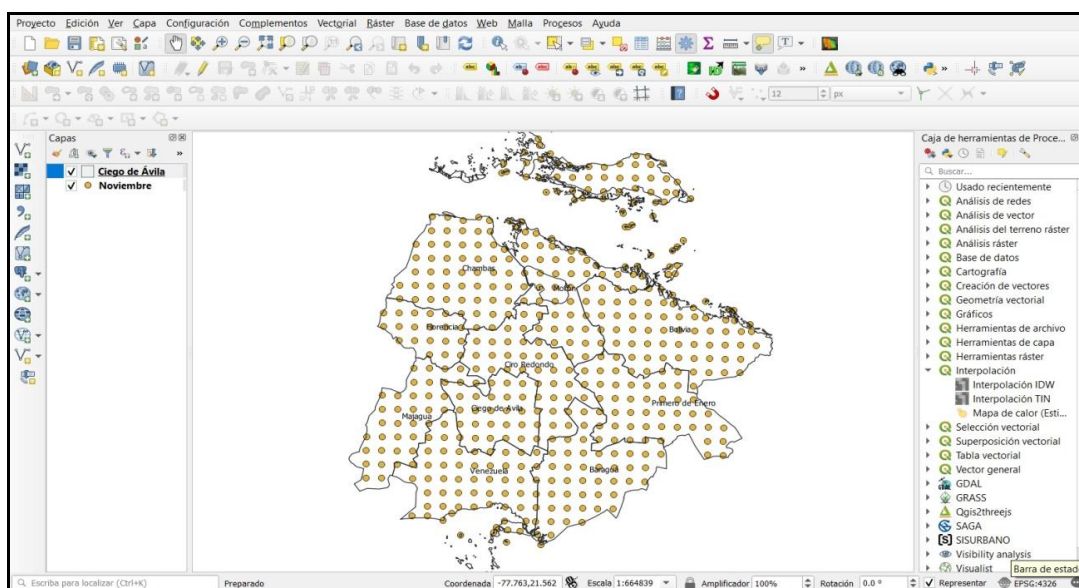 Proyecto Edición Ver Capa Configuración Complementos Vectorial Ráster Base de datos Web Malla Procesos Ayuda
12 px
Capas
Ciego de Ávila
Noviembre
Chambas
Morón
Florencia
Bolivia
Ciro Redondo
Ciego de Ávila
Primero de Enero
Majagua
Venezuela
Baraguá
Caja de herramientas de Proce...
Buscar...
Usado recientemente
Análisis de redes
Análisis de vector
Análisis del terreno ráster
Análisis ráster
Base de datos
Cartografía
Creación de vectores
Geometría vectorial
Gráficos
Herramientas de archivo
Herramientas de capa
Herramientas ráster
Interpolación
Interpolación IDW
Interpolación TIN
Mapa de calor (Esti...
Selección vectorial
Superposición vectorial
Tabla vectorial
Vector general
GDAL
GRASS
Qgis2threejs
SAGA
SISURBANO
Visibility analysis
Visualist
Barra de estad
Escriba para localizar (Ctrl+K) Preparado Coordenada -77.763,21.562 Escala 1:664839 Amplificador 100% Rotación 0.0 ° Representar EPSG:4326